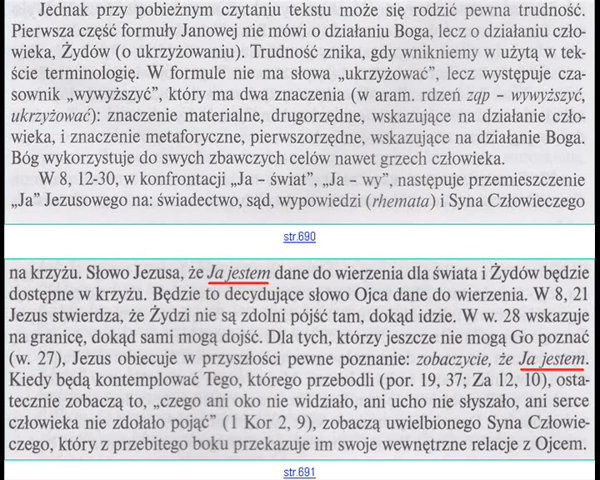 Jednak przy pobieżnym czytaniu tekstu może się rodzić pewna trudność.
Pierwsza część formuły Janowej nie mówi o działaniu Boga, lecz o działaniu czło-
wieka, Żydów (o ukrzyżowaniu). Trudność znika, gdy wnikniemy w użytą w tek-
ście terminologię. W formule nie ma słowa „ukrzyżować”, lecz występuje cza-
sownik „wywyższyć”, który ma dwa znaczenia (w aram. rdzeń ząp – wywyższyć,
ukrzyżować): znaczenie materialne, drugorzędne, wskazujące na działanie czło-
wieka, i znaczenie metaforyczne, pierwszorzędne, wskazujące na działanie Boga.
Bóg wykorzystuje do swych zbawczych celów nawet grzech człowieka.
W 8, 12-30, w konfrontacji „Ja – świat”, „Ja – wy”, następuje przemieszczenie
„Ja” Jezusowego na: świadectwo, sąd, wypowiedzi (rhemata) i Syna Człowieczego
str.690
na krzyżu. Słowo Jezusa, że Ja jestem dane do wierzenia dla świata i Żydów będzie
dostępne w krzyżu. Będzie to decydujące słowo Ojca dane do wierzenia. W 8, 21
Jezus stwierdza, że Żydzi nie są zdolni pójść tam, dokąd idzie. W w. 28 wskazuje
na granicę, dokąd sami mogą dojść. Dla tych, którzy jeszcze nie mogą Go poznać
(w. 27), Jezus obiecuje w przyszłości pewne poznanie: zobaczycie, że Ja jestem.
Kiedy będą kontemplować Tego, którego przebodli (por. 19, 37; Za 12, 10), osta-
tecznie zobaczą to, „czego ani oko nie widziało, ani ucho nie słyszało, ani serce
człowieka nie zdołało pojąć” (1 Kor 2, 9), zobaczą uwielbionego Syna Człowie-
czego, który z przebitego boku przekazuje im swoje wewnętrzne relacje z Ojcem.
str.691